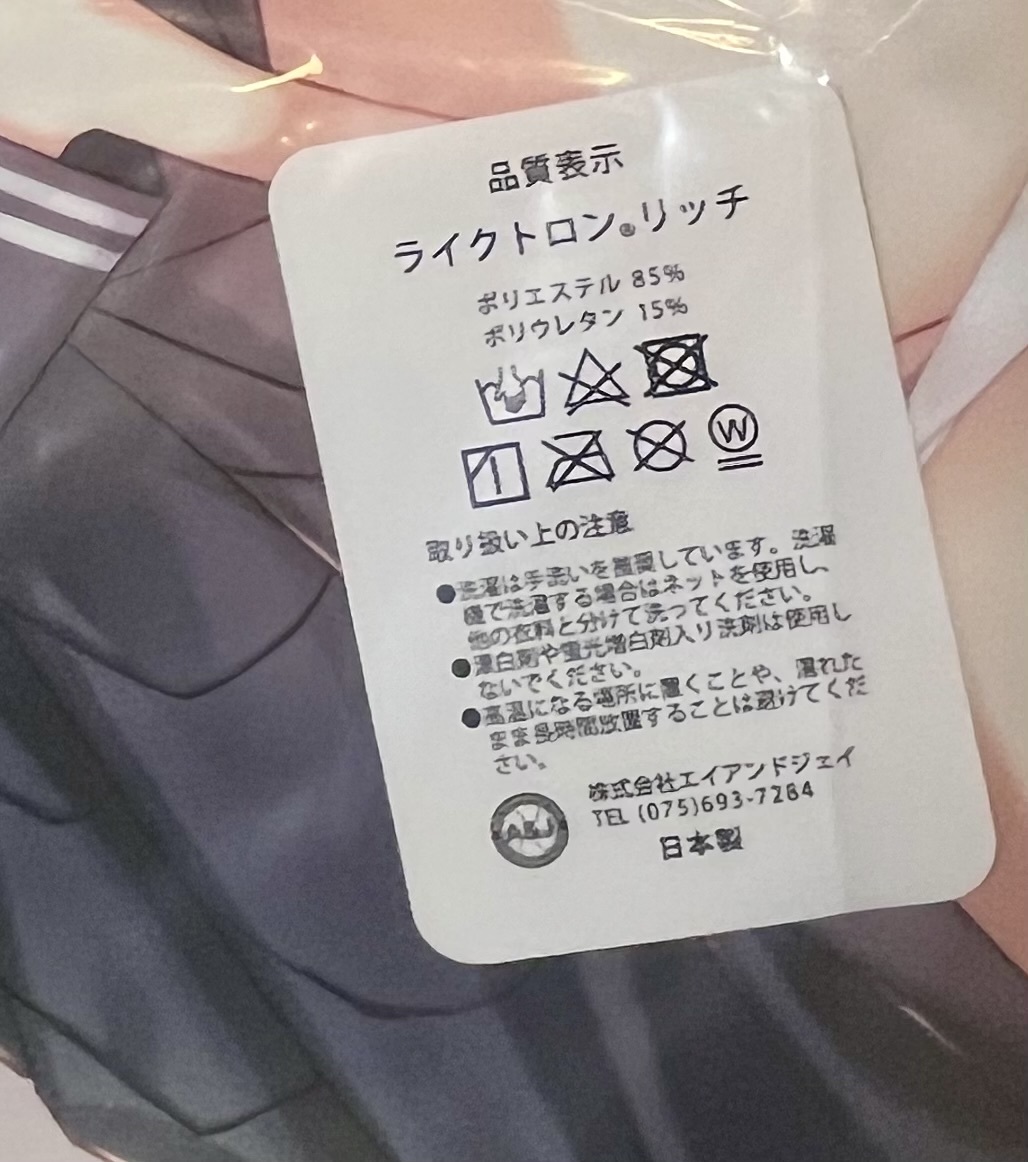 品質表示
ライクトロン®リッチ
ポリエステル 85%
ポリウレタン 15%
W
取り扱い上の注意
●洗濯は手洗いを推奨しています。洗濯
機で洗濯する場合はネットを使用し、
他の衣料と分けて洗ってください。
●漂白剤や蛍光増白剤入り洗剤は使用し
ないでください。
●高温になる場所に置くことや、濡れた
まま長時間放置することは避けてくだ
さい。
A&J
株式会社エイアンドジェイ
TEL (075)693-7284
日本製